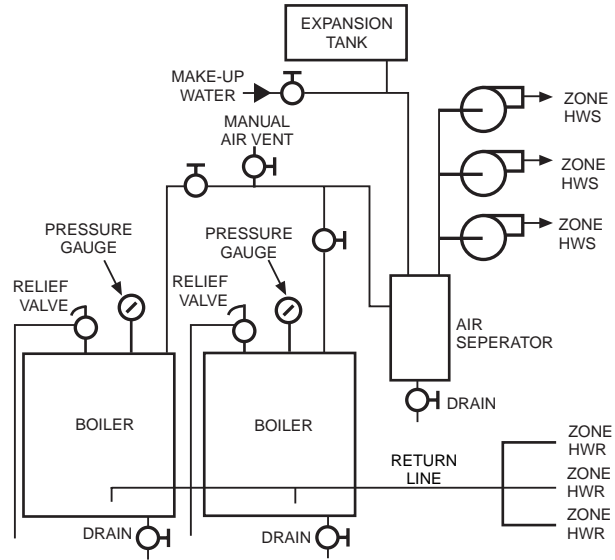 EXPANSION
TANK
MAKE-UP
WATER
ZONE
HWS
MANUAL
AIR VENT
ZONE
HWS
PRESSURE
GAUGE
PRESSURE
GAUGE
ZONE
HWS
RELIEF
VALVE
RELIEF
VALVE
AIR
SEPERATOR
BOILER
BOILER
DRAIN
RETURN
LINE
ZONE
HWR
ZONE
HWR
ZONE
HWR
DRAIN
DRAIN